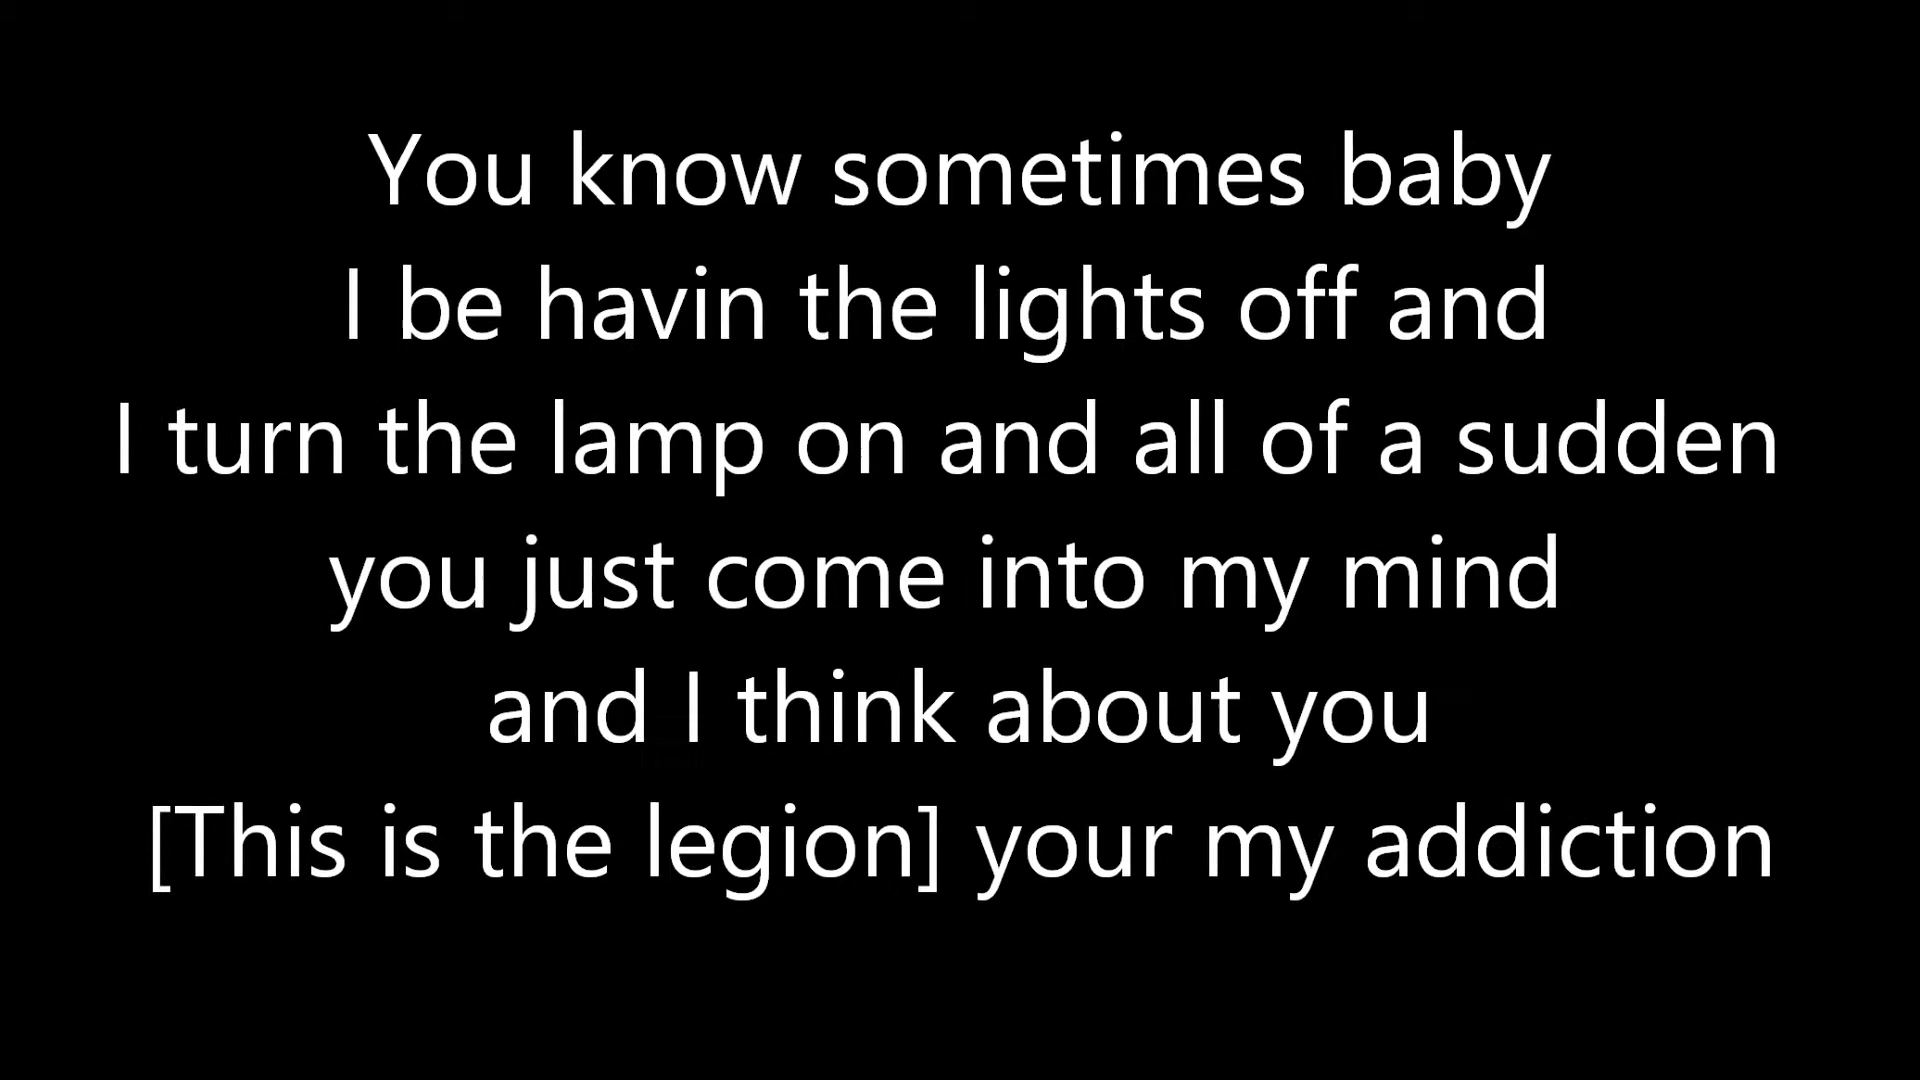 You know sometimes baby
I be havin the lights off and
I turn the lamp on and all of a sudden
you just come into my mind
and I think about you
[This is the legion] your my addiction